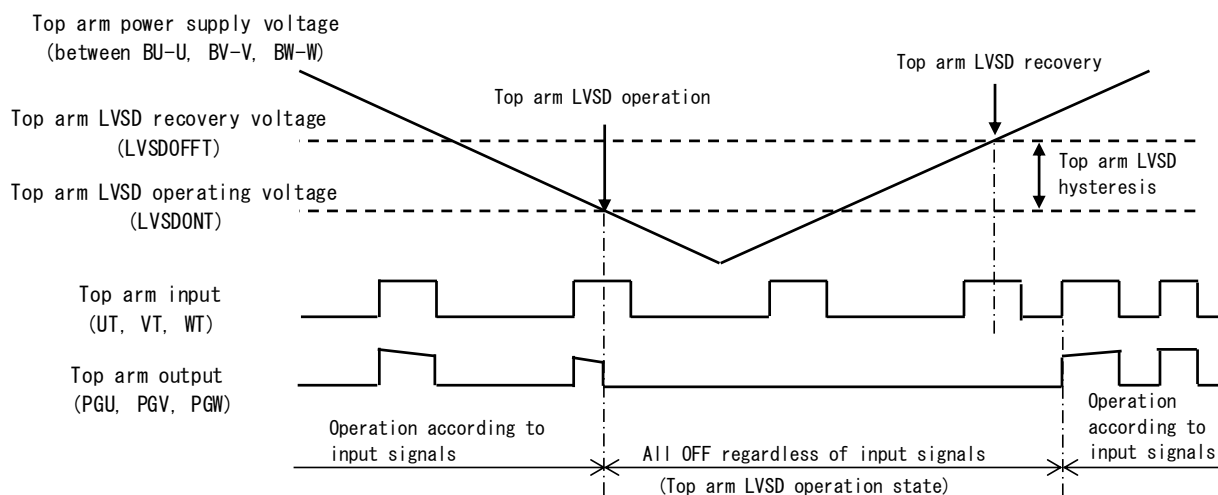 Top arm power supply voltage
(between BU-U, BV-V, BW-W)
Top arm LVSD recovery
Top arm LVSD operation
Top arm LVSD recovery voltage
(LVSDOFFT)
Top arm LVSD
hysteresis
Top arm LVSD operating voltage
(LVSDONT)
Top arm input
(UT, VT, WT)
Top arm output
(PGU, PGV, PGW)
Operation according to
input signals
All OFF regardless of input signals
(Top arm LVSD operation state)
Operation
according to
input signals